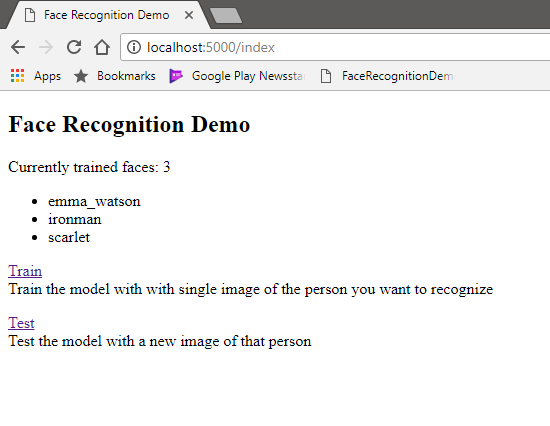 Face Recognition Demo
localhost:5000/index
Apps Bookmarks Google Play Newssta FaceRecognitionDem
Face Recognition Demo
Currently trained faces: 3
emma_watson
ironman
scarlet
Train
Train the model with with single image of the person you want to recognize
Test
Test the model with a new image of that person